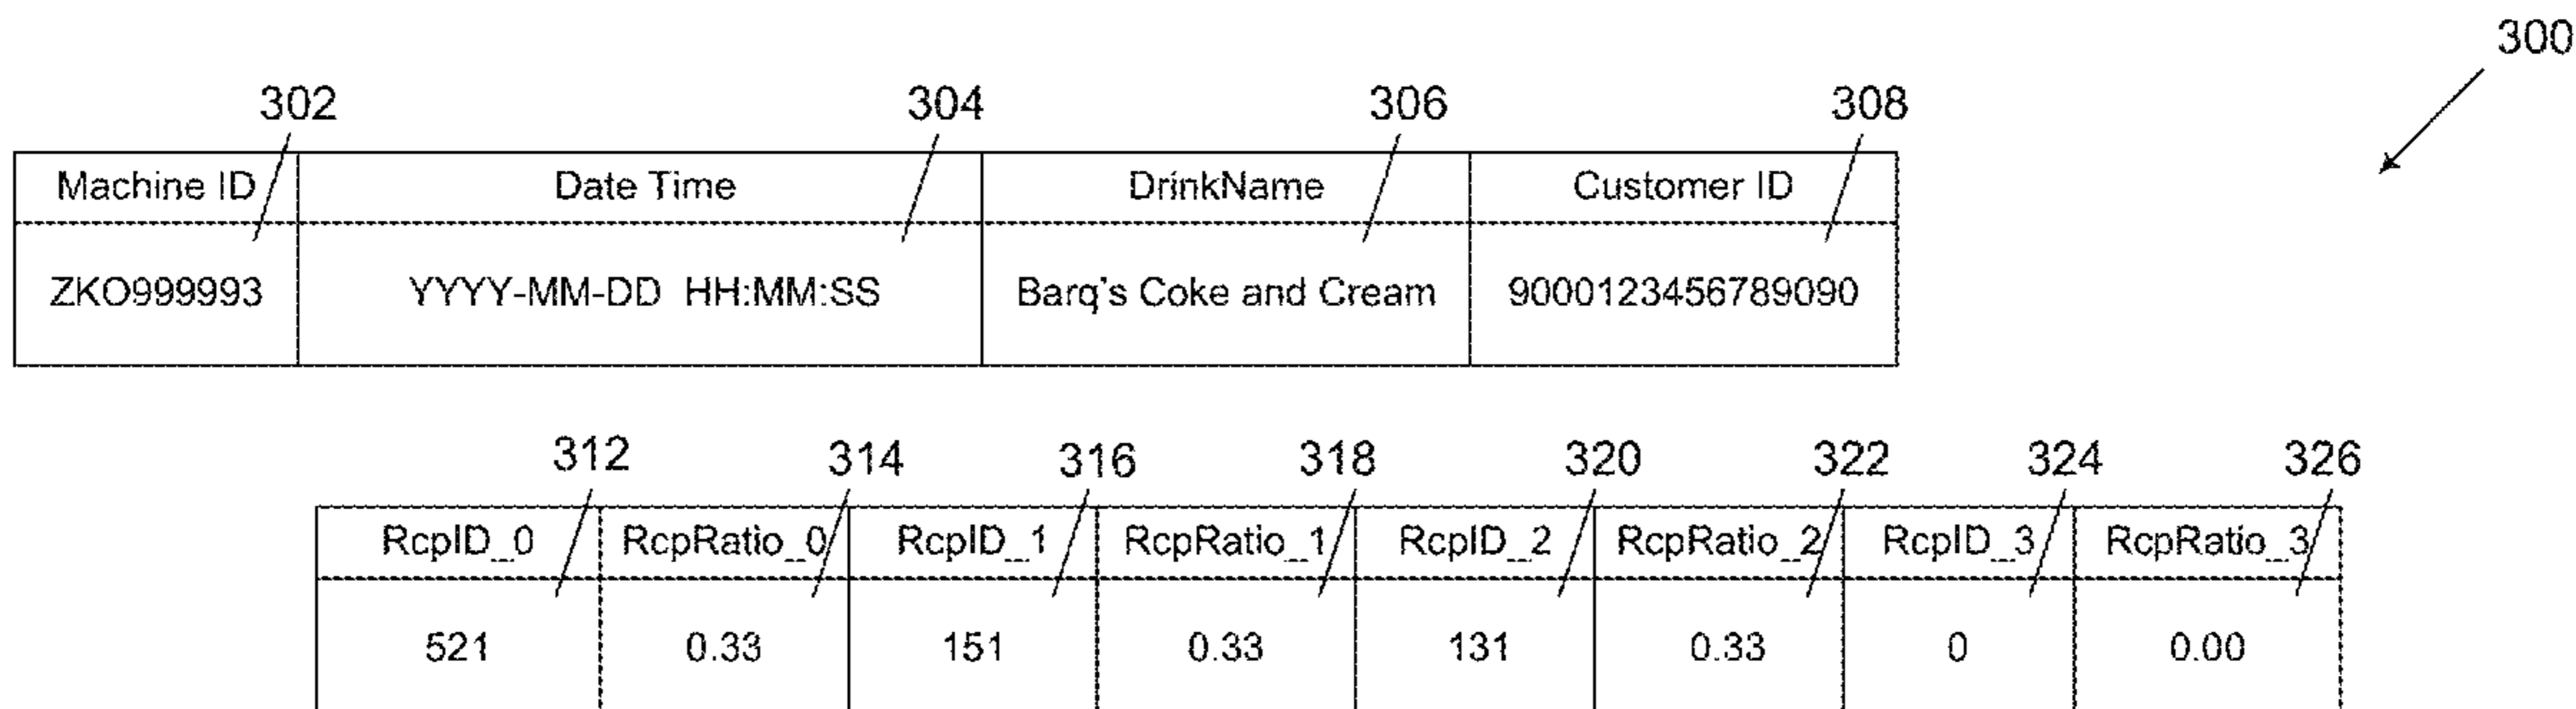 300
302 304 306 308
Machine ID Date Time DrinkName Customer ID
ZKO999993 YYYY-MM-DD HH:MM:SS Barq's Coke and Cream 9000123456789090
312 314 316 318 320 322 324 326
RcpID_0 RcpRatio_0 RcpID_1 RcpRatio_1 RcpID_2 RcpRatio_2 RcpID_3 RcpRatio_3
521 0.33 151 0.33 131 0.33 0 0.00